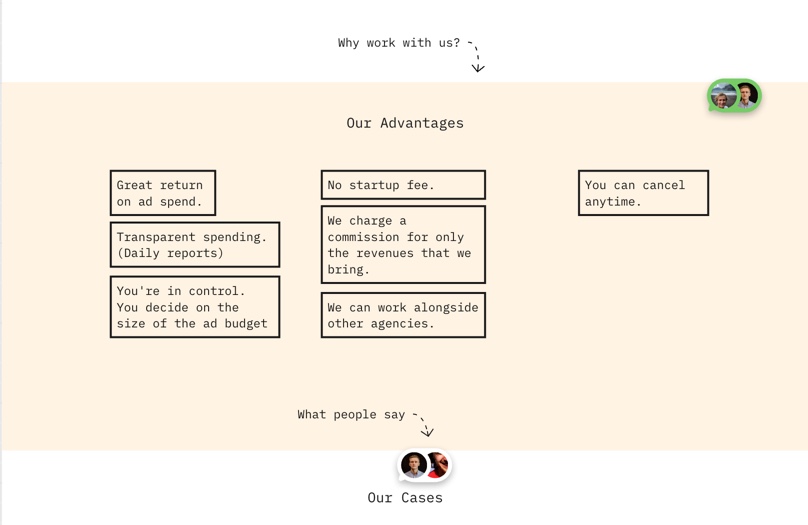 Why work with us?
Our Advantages
Great return
on ad spend.
Transparent spending.
(Daily reports)
You're in control.
You decide on the
size of the ad budget
No startup fee.
We charge a
commission for only
the revenues that we
bring.
We can work alongside
other agencies.
You can cancel
anytime.
What people say
Our Cases